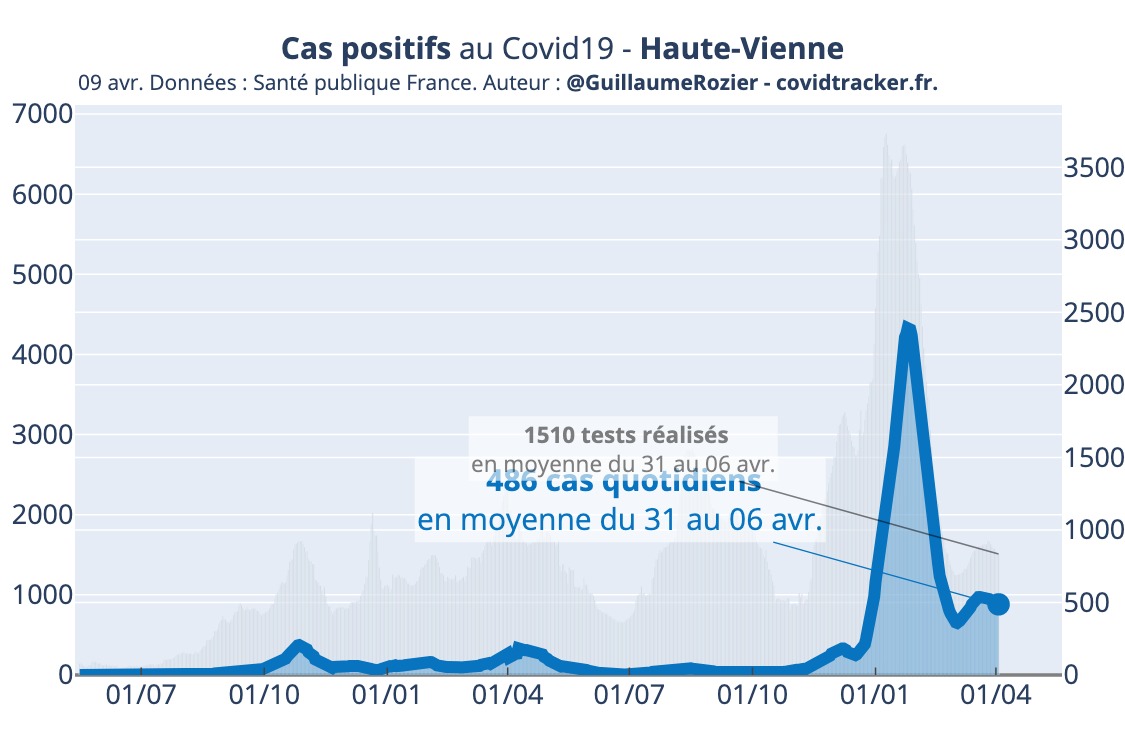 Cas positifs au Covid19 - Haute-Vienne
09 avr. Données : Santé publique France. Auteur : @GuillaumeRozier - covidtracker.fr.
7000
6000
5000
4000
3000
2000
1000
0
3500
3000
2500
2000
1500
1000
500
0
1510 tests réalisés
en moyenne du 31 au 06 avr.
486 cas quotidiens
en moyenne du 31 au 06 avr.
01/07 01/10 01/01 01/04 01/07 01/10 01/01 01/04